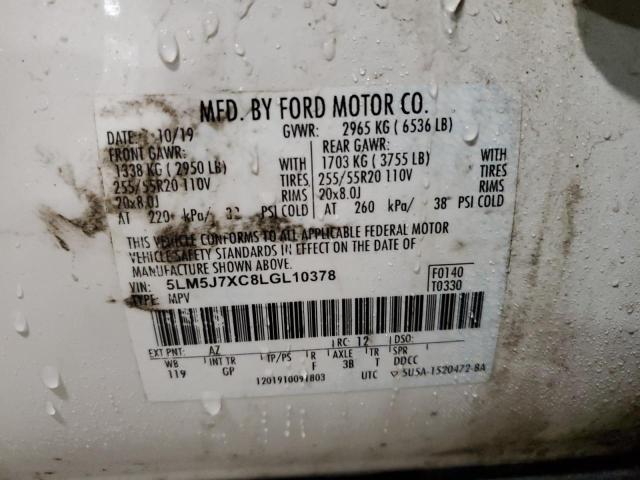 MFD. BY FORD MOTOR CO.
DATE: 10/19 GVWR: 2965 KG ( 6536 LB)
FRONT GAWR: REAR GAWR:
1338 KG ( 2950 LB) WITH 1703 KG ( 3755 LB) WITH
255/55R20 110V TIRES 255/55R20 110V TIRES
20x8.0J RIMS 20x8.0J RIMS
AT 220 kPa/ PSI COLD AT 260 kPa/ 38 PSI COLD
THIS VEHICLE CONFORMS TO ALL APPLICABLE FEDERAL MOTOR
VEHICLE SAFETY STANDARDS IN EFFECT ON THE DATE OF
MANUFACTURE SHOWN ABOVE.
VIN: 5LM5J7XC8LGL10378 F0140
TYPE: MPV T0330
EXT PNT: AZ RC: 12 DSO:
WB INT TR TP/PS R AXLE TR SPR
119 GP F 3B T DDCC
UTC